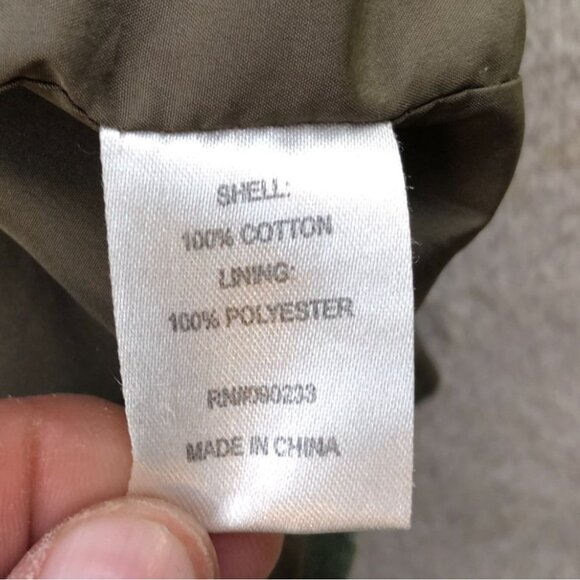 SHELL:
100% COTTON
LINING:
100% POLYESTER
RN#090233
MADE IN CHINA